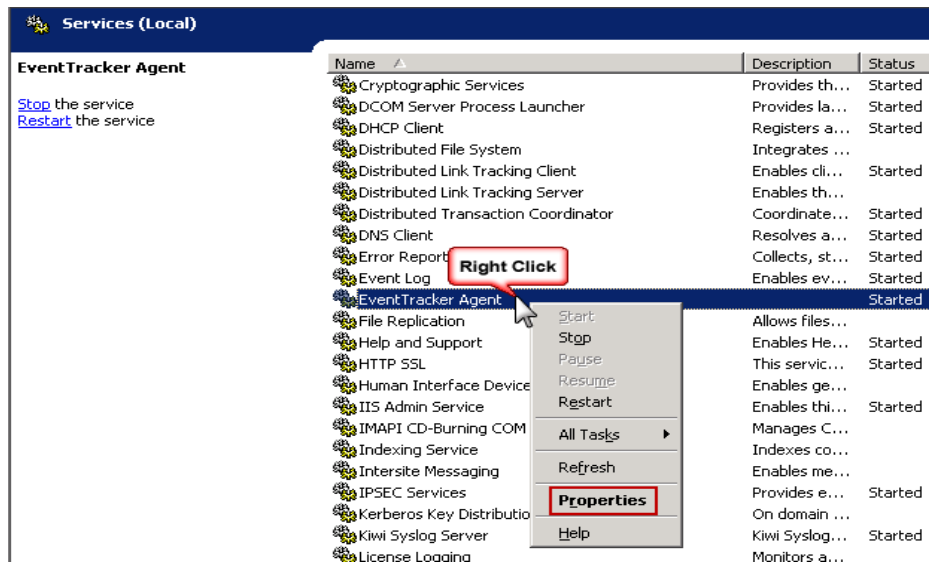 Services (Local)
EventTracker Agent
Stop the service
Restart the service
Name Description Status
Cryptographic Services Provides th... Started
DCOM Server Process Launcher Provides la... Started
DHCP Client Registers a... Started
Distributed File System Integrates ...
Distributed Link Tracking Client Enables cli... Started
Distributed Link Tracking Server Enables th...
Distributed Transaction Coordinator Coordinate... Started
DNS Client Resolves a... Started
Error Report Collects, st... Started
Right Click
Event Log Enables ev... Started
EventTracker Agent Started
File Replication Allows files...
Help and Support Enables He... Started
HTTP SSL This servic... Started
Human Interface Device Enables ge...
IIS Admin Service Enables thi... Started
IMAPI CD-Burning COM Manages C...
Indexing Service Indexes co...
Intersite Messaging Enables me...
IPSEC Services Provides e... Started
Kerberos Key Distributio On domain ...
Kiwi Syslog Server Kiwi Syslog... Started
License Logging Monitors a...
Start
Stop
Pause
Resume
Restart
All Tasks
Refresh
Properties
Help